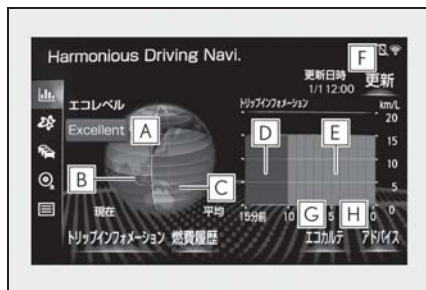 Harmonious Driving Navi.
F
更新日時
1/1 12:00
更新
エコレベル
Excellent
A
B
C
現在
平均
トリップインフォメーション
km/L
20
15
10
5
0
D
E
15分前
10
5
0
G
H
トリップインフォメーション
燃費履歴
エコカルテ
アドバイス